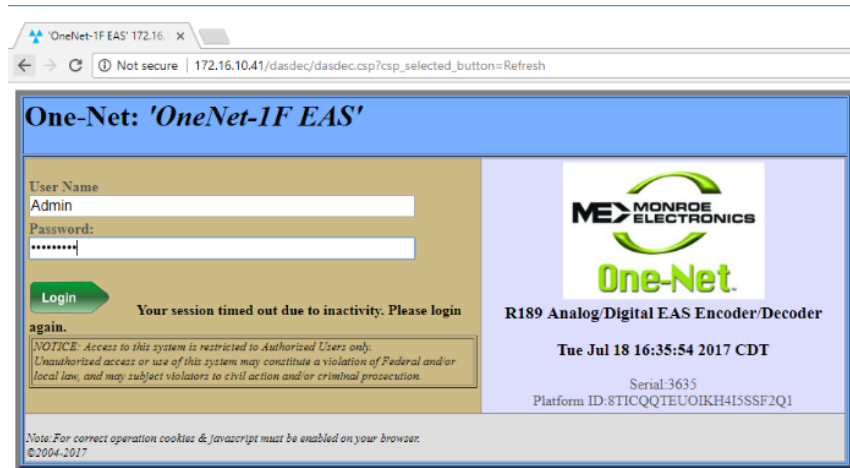 'OneNet-1F EAS' 172.16.
Not secure | 172.16.10.41/dasdec/dasdec.csp?csp_selected_button=Refresh
One-Net: 'OneNet-1F EAS'
User Name
Admin
Password:
•••••••••
Login
Your session timed out due to inactivity. Please login
again.
NOTICE: Access to this system is restricted to Authorized Users only.
Unauthorized access or use of this system may constitute a violation of Federal and/or
local law, and may subject violators to civil action and/or criminal prosecution.
ME MONROE
ELECTRONICS
One-Net.
R189 Analog/Digital EAS Encoder/Decoder
Tue Jul 18 16:35:54 2017 CDT
Serial:3635
Platform ID:8TICQQTEUOIKH4I5SSF2Q1
Note:For correct operation cookies & javascript must be enabled on your browser.
©2004-2017